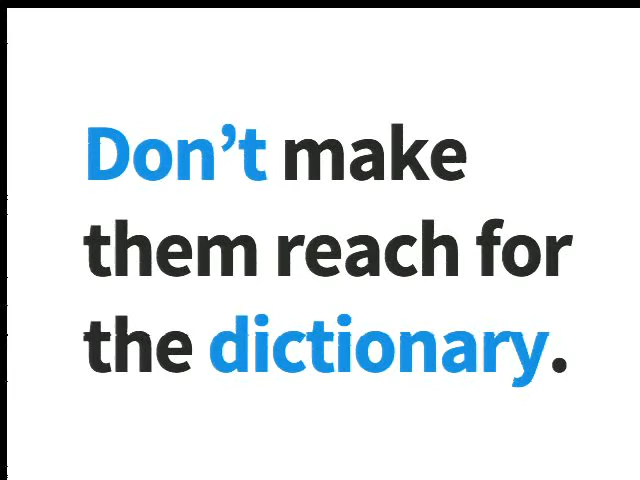 Don’t make
them reach for
the dictionary.